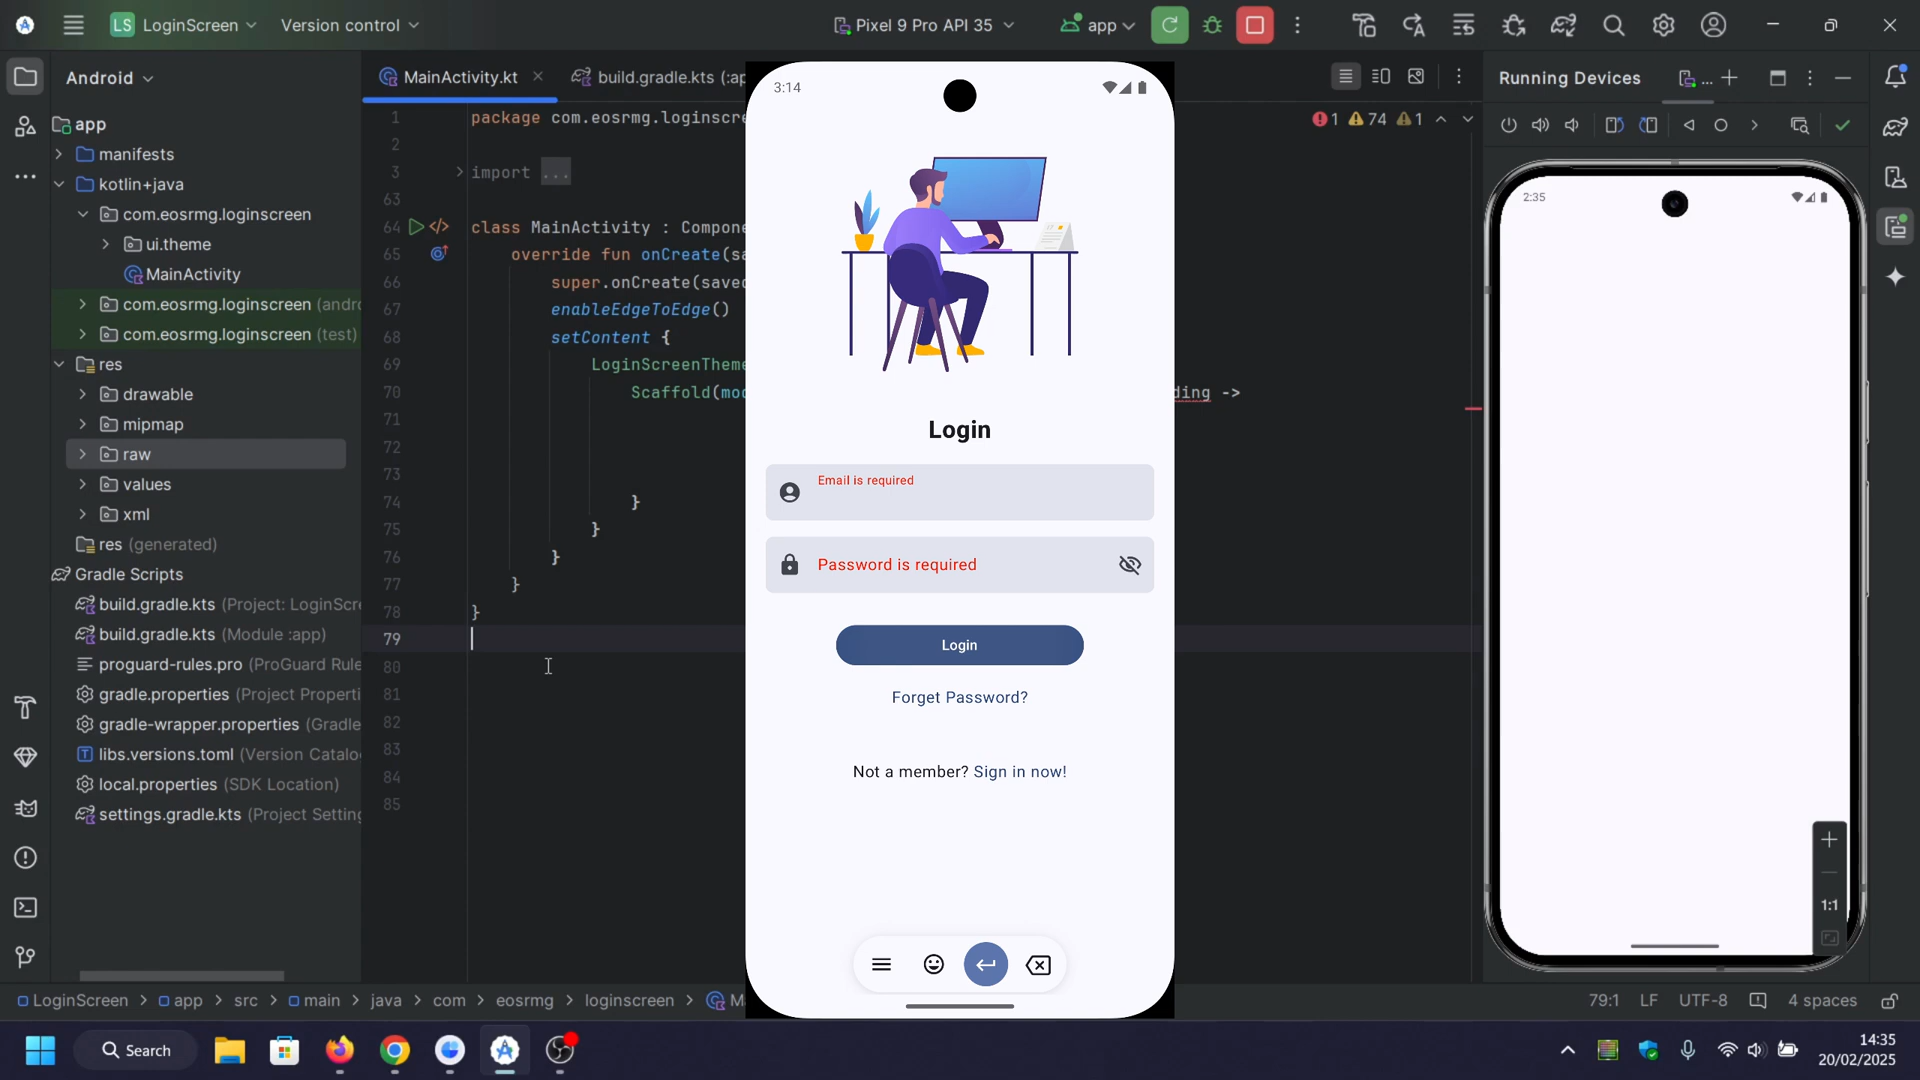 LS LoginScreen
Version control
Pixel 9 Pro API 35
app
Android
MainActivity.kt
build.gradle.kts (:ap
Running Devices
app
manifests
kotlin+java
com.eosrmg.loginscreen
ui.theme
MainActivity
com.eosrmg.loginscreen (andro
com.eosrmg.loginscreen (test)
res
drawable
mipmap
raw
values
xml
res (generated)
Gradle Scripts
build.gradle.kts (Project: LoginScre
build.gradle.kts (Module :app)
proguard-rules.pro (ProGuard Rule
gradle.properties (Project Properti
gradle-wrapper.properties (Gradle
libs.versions.toml (Version Catalo
local.properties (SDK Location)
settings.gradle.kts (Project Setting
1 package com.eosrmg.loginscre
2
3 import ...
63
64 class MainActivity : Compone
65 override fun onCreate(sa
66 super.onCreate(saved
67 enableEdgeToEdge()
68 setContent {
69 LoginScreenTheme
70 Scaffold(mod
ding ->
71
72
73
74 }
75 }
76 }
77 }
78 }
79
80
81
82
83
84
85
1 74 1
3:14
Login
Email is required
Password is required
Login
Forget Password?
Not a member? Sign in now!
2:35
1:1
LoginScreen > app > src > main > java > com > eosrmg > loginscreen > M
79:1 LF UTF-8 4 spaces
Search
14:35
20/02/2025